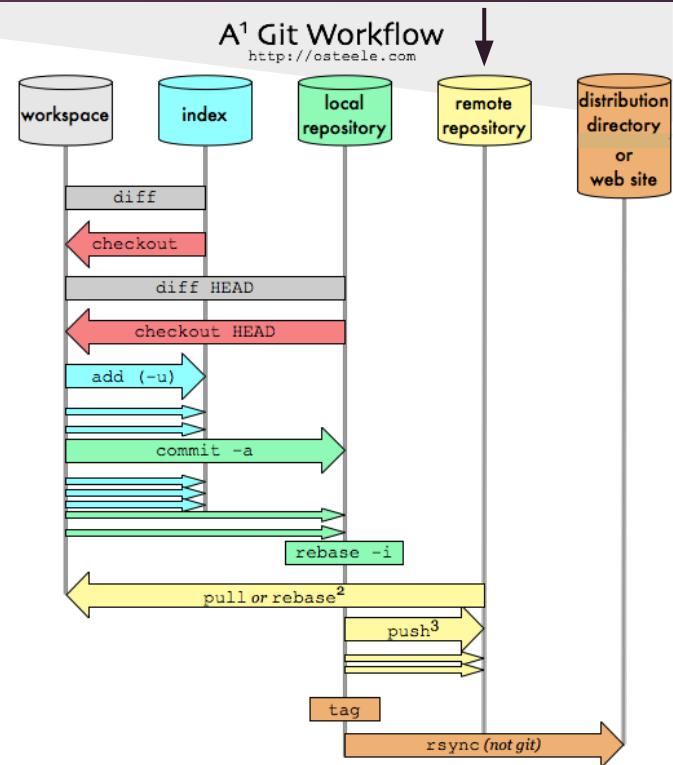 A¹ Git Workflow
http://osteele.com
workspace
index
local
repository
remote
repository
distribution
directory
or
web site
diff
checkout
diff HEAD
checkout HEAD
add (-u)
commit -a
rebase -i
pull or rebase²
push³
tag
rsync (not git)